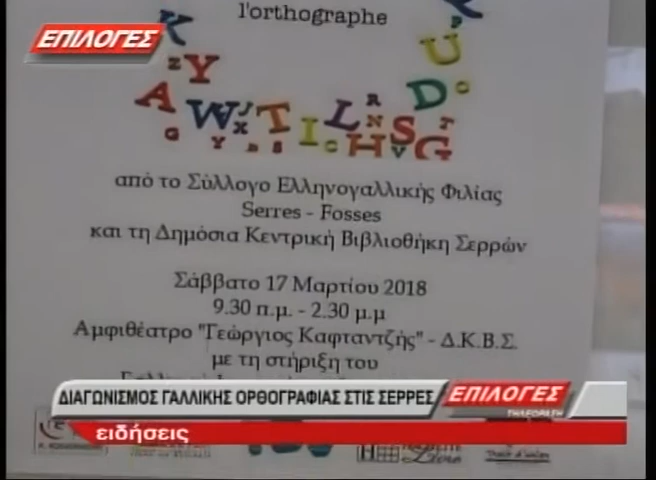 ΕΠΙΛΟΓΕΣ
l'orthographe
από το Σύλλογο Ελληνογαλλικής Φιλίας
Serres - Fosses
και τη Δημόσια Κεντρική Βιβλιοθήκη Σερρών
Σάββατο 17 Μαρτίου 2018
9.30 π.μ. - 2.30 μ.μ
Αμφιθέατρο "Γεώργιος Καφταντζής" - Δ.Κ.Β.Σ.
με τη στήριξη του
ΔΙΑΓΩΝΙΣΜΟΣ ΓΑΛΛΙΚΗΣ ΟΡΘΟΓΡΑΦΙΑΣ ΣΤΙΣ ΣΕΡΡΕΣ
ΕΠΙΛΟΓΕΣ
ΤΗΛΕΟΡΑΣΗ
ειδήσεις